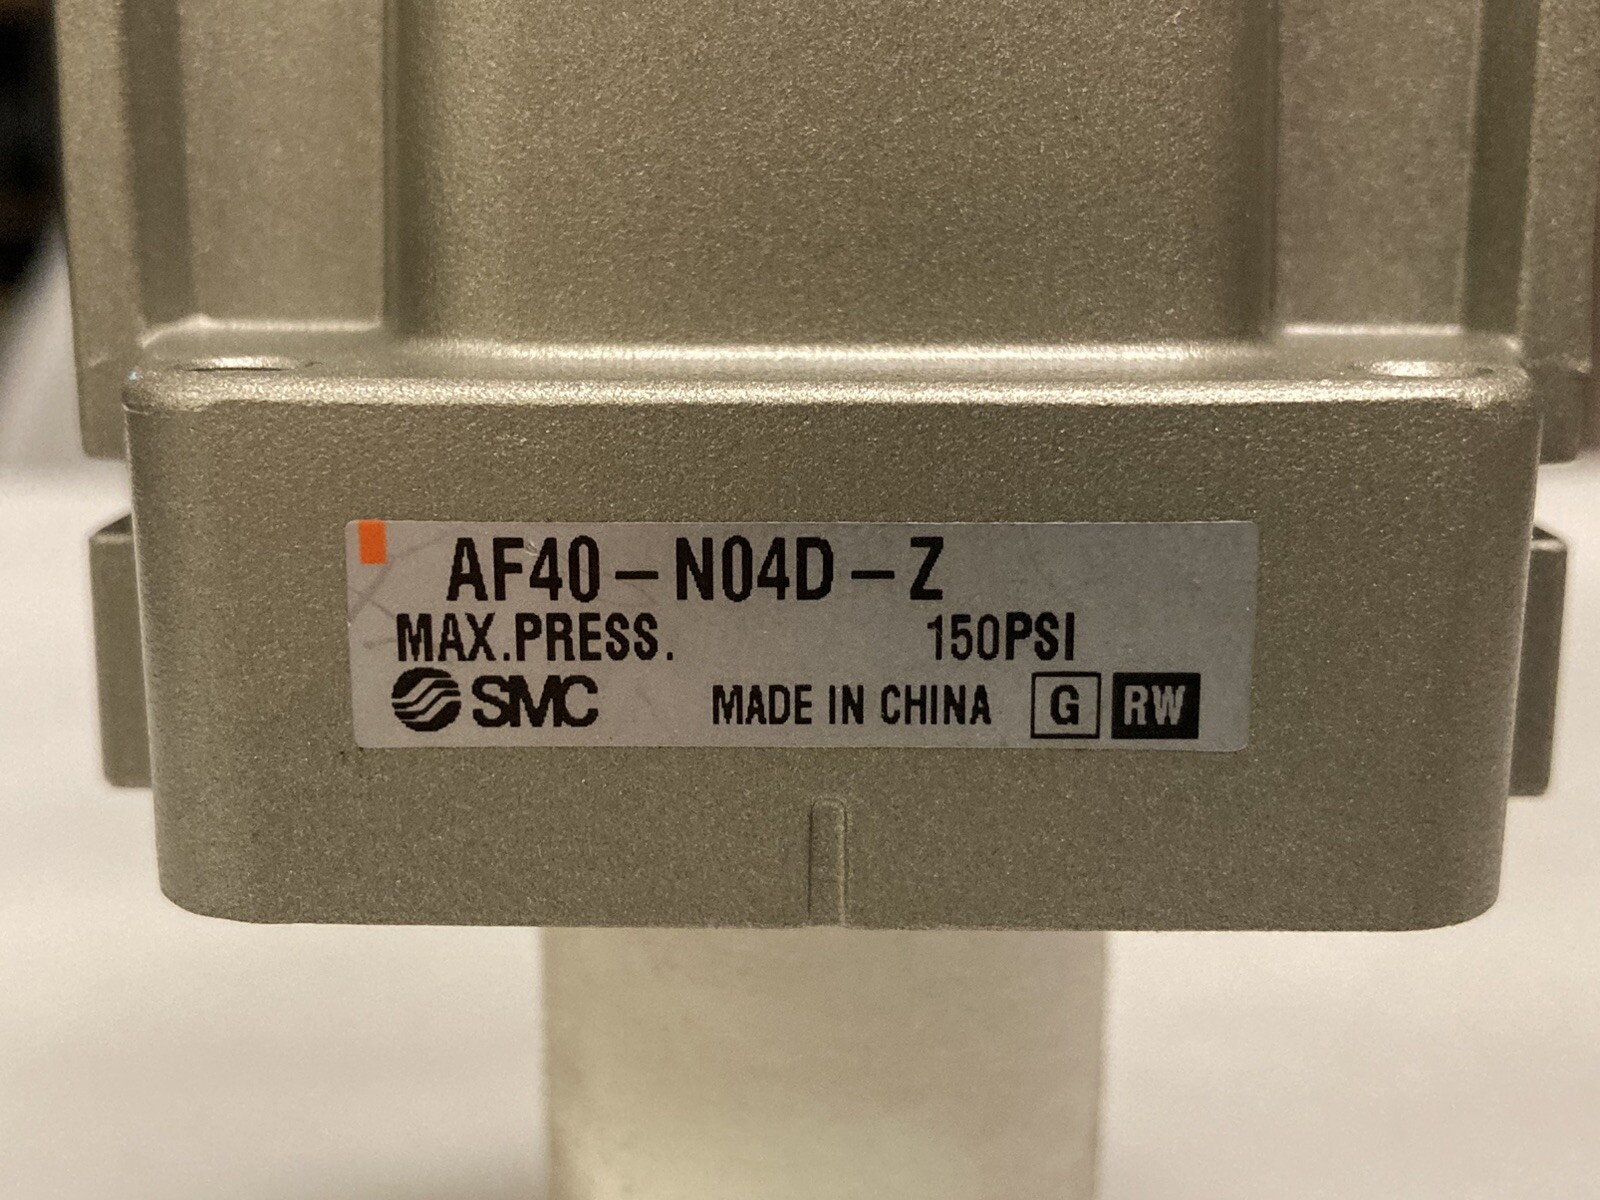 AF40-N04D-Z
MAX.PRESS. 150PSI
SMC MADE IN CHINA G RW